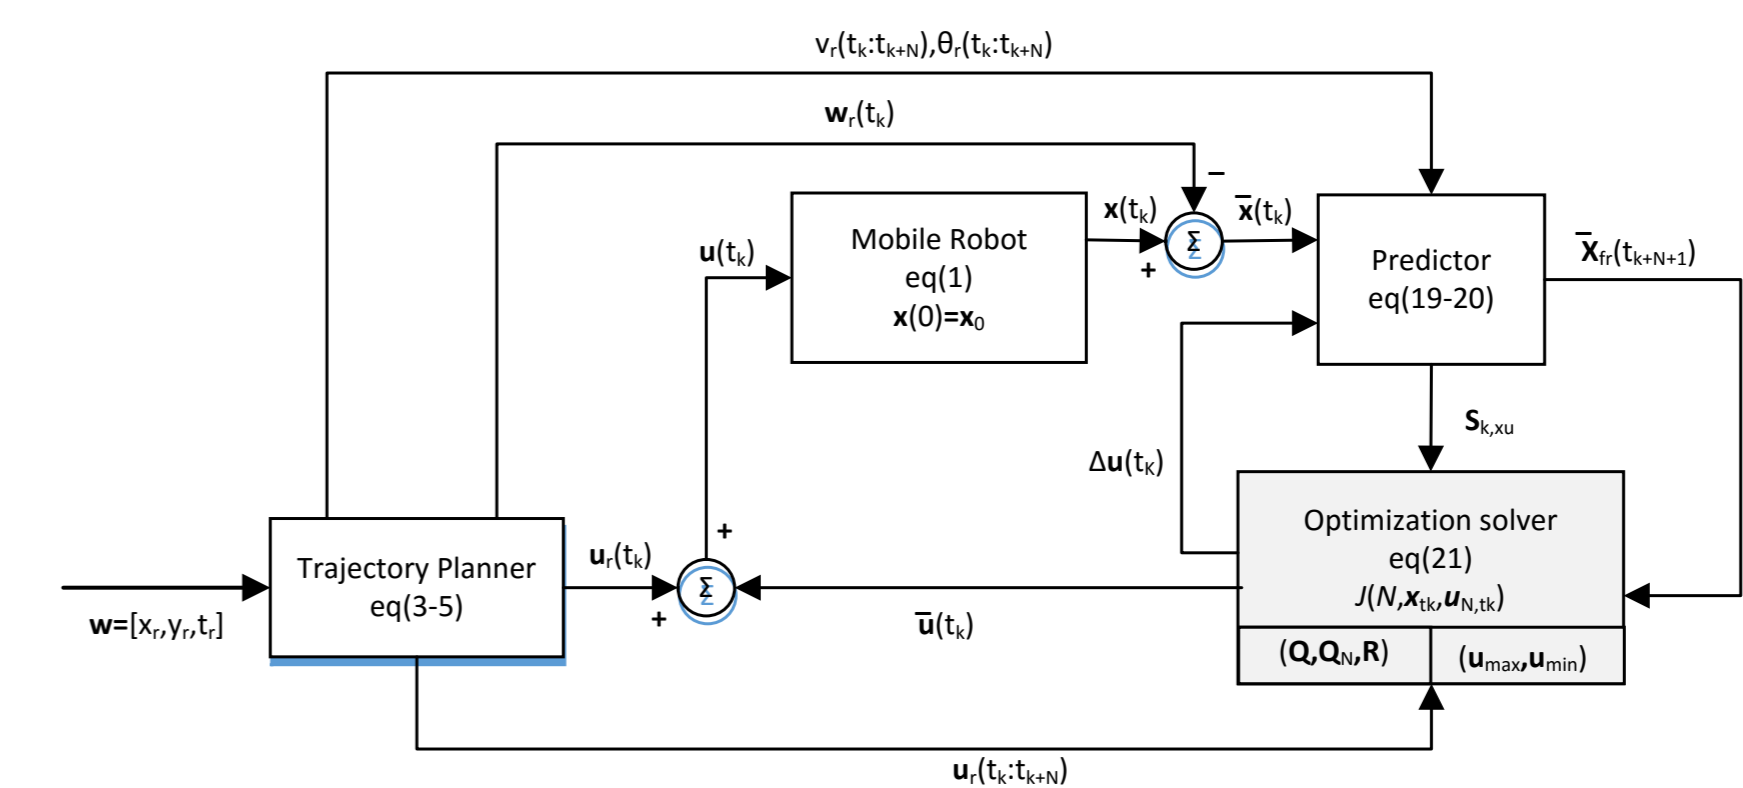 vᵣ(tₖ:tₖ₊N),θᵣ(tₖ:tₖ₊N)
wᵣ(tₖ)
−
x(tₖ)
x̅(tₖ)
Σ
+
Mobile Robot
eq(1)
x(0)=x₀
u(tₖ)
Predictor
eq(19-20)
X̅fr(tₖ₊N₊₁)
Sk,xu
Δu(tK)
Optimization solver
eq(21)
J(N,xtk,uN,tk)
(Q,QN,R)
(umax,umin)
+
uᵣ(tₖ)
Σ
+
u̅(tₖ)
Trajectory Planner
eq(3-5)
w=[xᵣ,yᵣ,tᵣ]
uᵣ(tₖ:tₖ₊N)